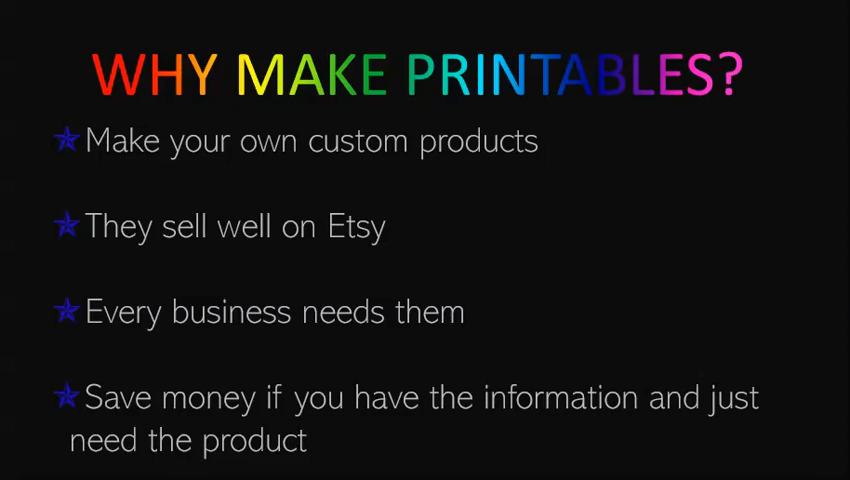 WHY MAKE PRINTABLES?
Make your own custom products
They sell well on Etsy
Every business needs them
Save money if you have the information and just
need the product